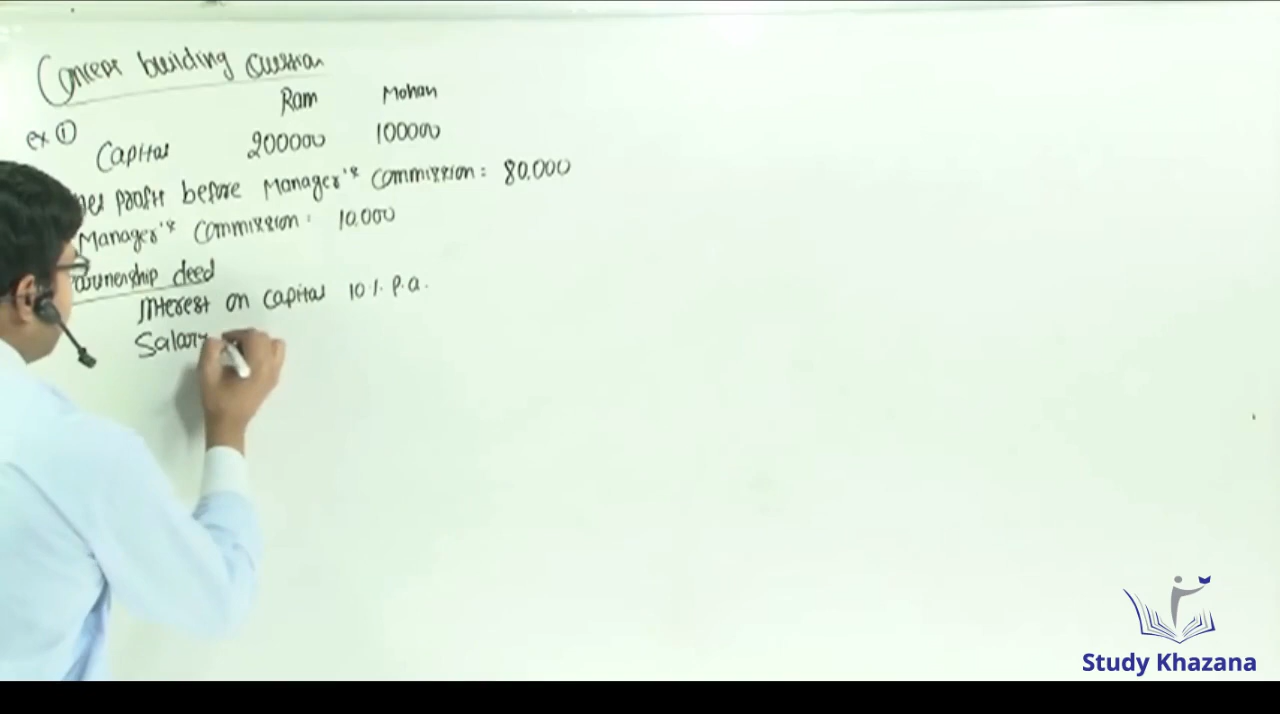 Concept building Question
Ram Mohan
ex ① Capital 200000 100000
profit before Manager's Commission: 80,000
Manager's Commission: 10,000
deed
Interest on Capital 10% p.a.
Salary
Study Khazana